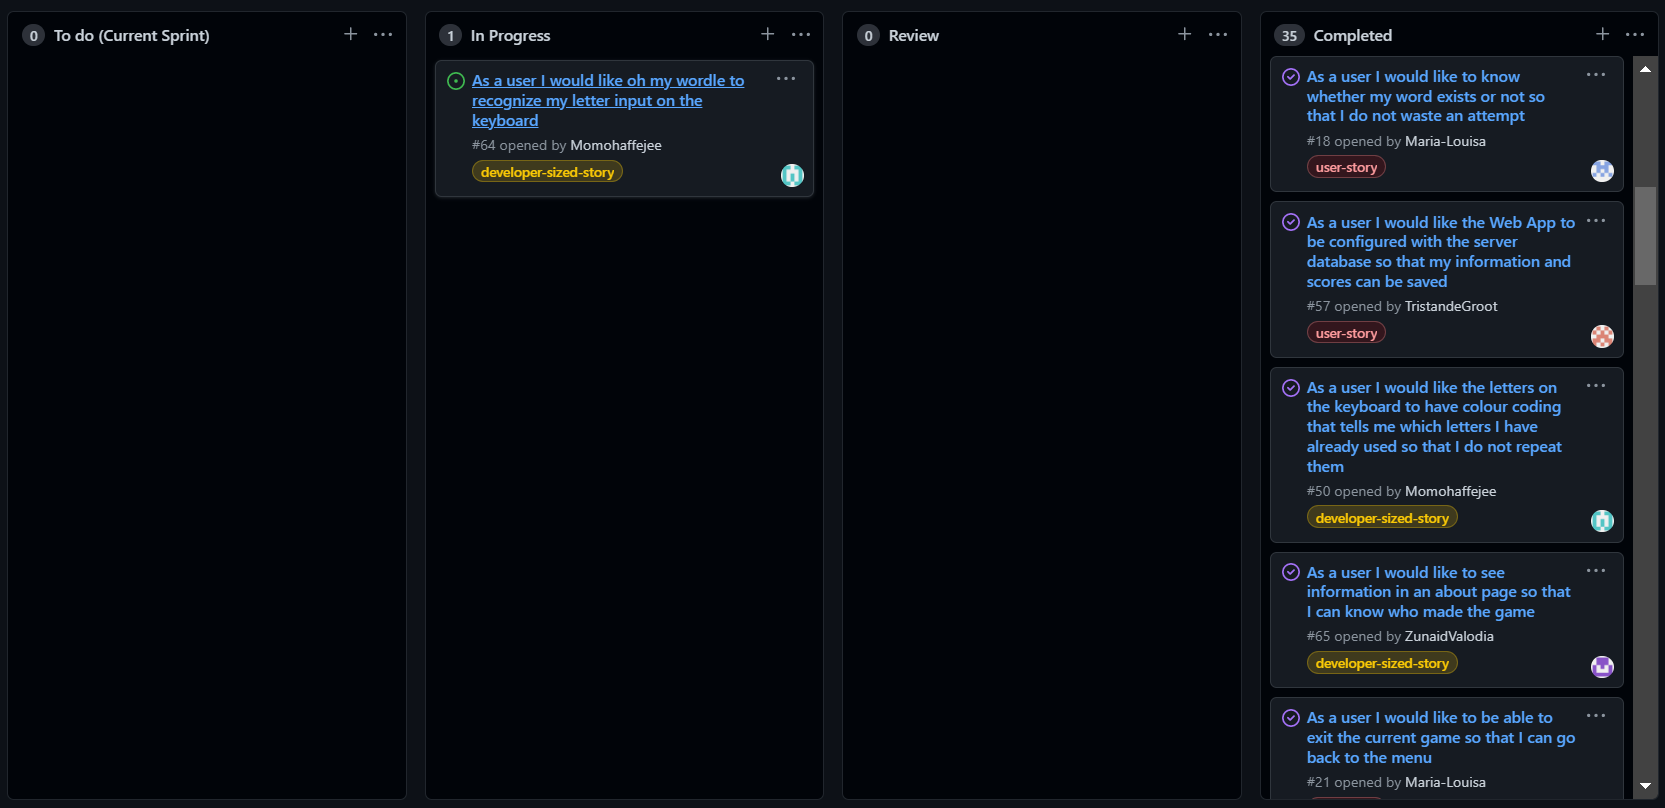 0 To do (Current Sprint)
1 In Progress
As a user I would like oh my wordle to
recognize my letter input on the
keyboard
#64 opened by Momohaffejee
developer-sized-story
0 Review
35 Completed
As a user I would like to know
whether my word exists or not so
that I do not waste an attempt
#18 opened by Maria-Louisa
user-story
As a user I would like the Web App to
be configured with the server
database so that my information and
scores can be saved
#57 opened by TristandeGroot
user-story
As a user I would like the letters on
the keyboard to have colour coding
that tells me which letters I have
already used so that I do not repeat
them
#50 opened by Momohaffejee
developer-sized-story
As a user I would like to see
information in an about page so that
I can know who made the game
#65 opened by ZunaidValodia
developer-sized-story
As a user I would like to be able to
exit the current game so that I can go
back to the menu
#21 opened by Maria-Louisa